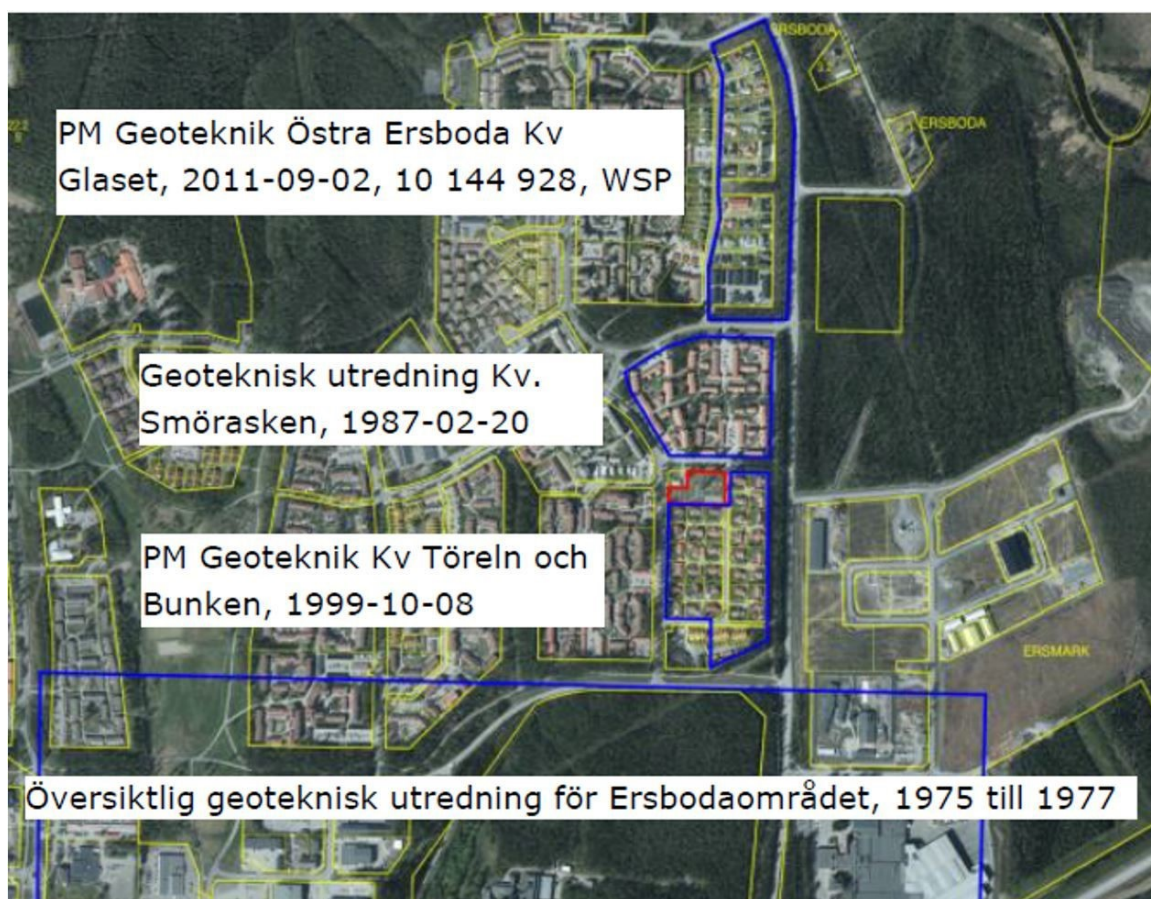 ERSBODA
ERSBODA
PM Geoteknik Östra Ersboda Kv
Glaset, 2011-09-02, 10 144 928, WSP
Geoteknisk utredning Kv.
Smörasken, 1987-02-20
PM Geoteknik Kv Töreln och
Bunken, 1999-10-08
ERSMARK
Översiktlig geoteknisk utredning för Ersbodaområdet, 1975 till 1977